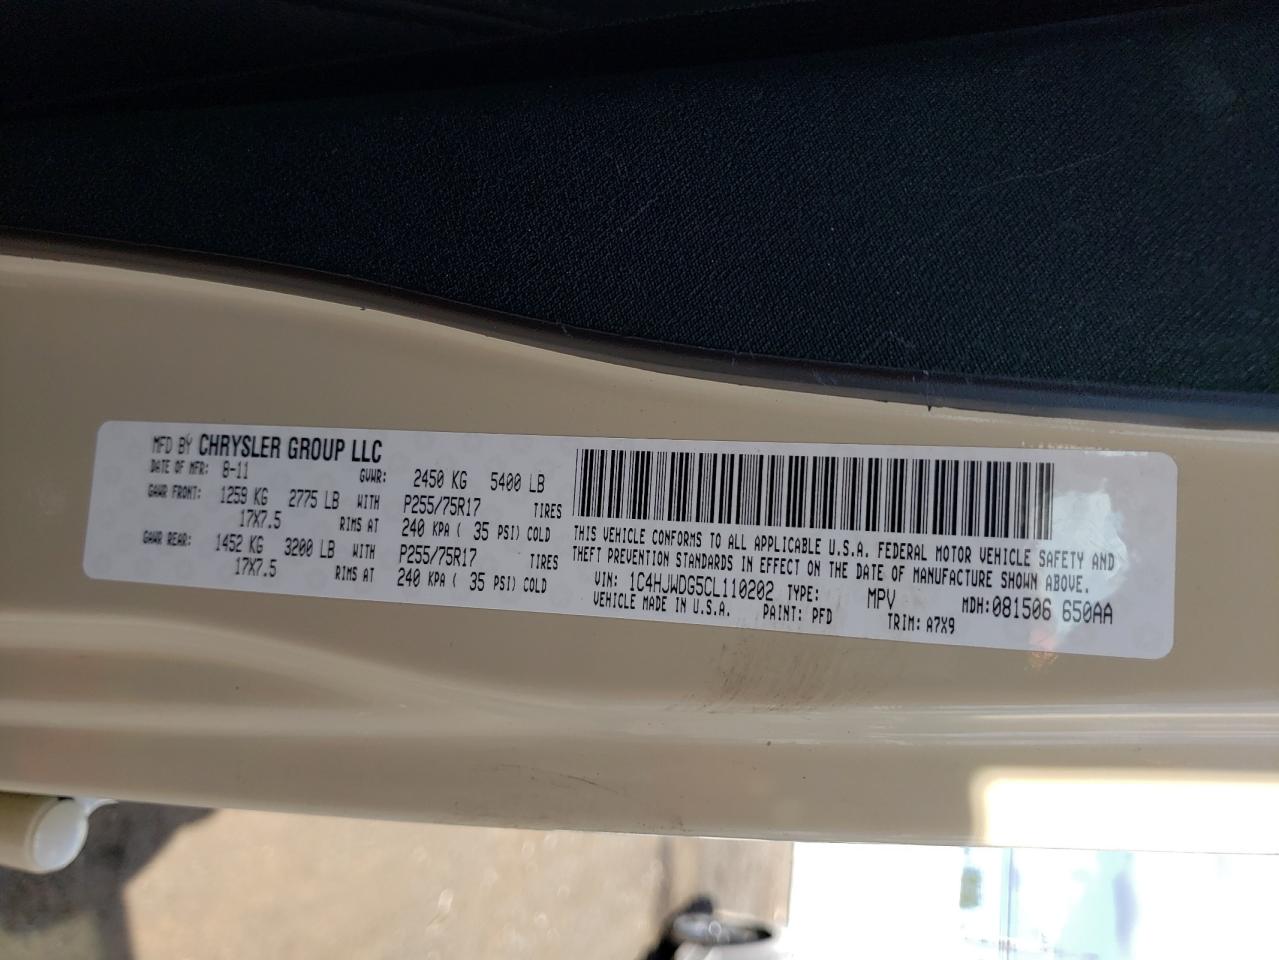 MFD BY CHRYSLER GROUP LLC
DATE OF MFR: 8-11 GVWR: 2450 KG 5400 LB
GAWR FRONT: 1259 KG 2775 LB WITH P255/75R17 TIRES
17X7.5 RIMS AT 240 KPA ( 35 PSI) COLD
GAWR REAR: 1452 KG 3200 LB WITH P255/75R17 TIRES
17X7.5 RIMS AT 240 KPA ( 35 PSI) COLD
THIS VEHICLE CONFORMS TO ALL APPLICABLE U.S.A. FEDERAL MOTOR VEHICLE SAFETY AND
THEFT PREVENTION STANDARDS IN EFFECT ON THE DATE OF MANUFACTURE SHOWN ABOVE.
VIN: 1C4HJWDG5CL110202 TYPE: MPV MDH:081506 650AA
VEHICLE MADE IN U.S.A. PAINT: PFD TRIM: A7X9